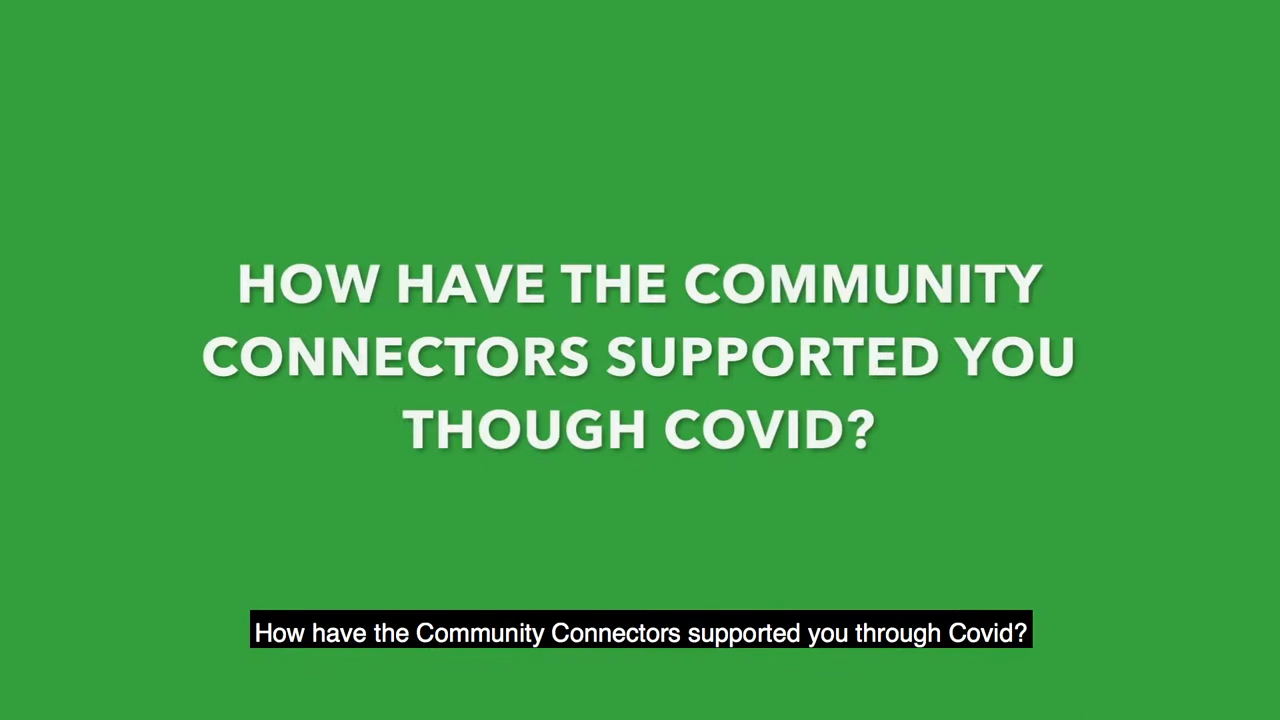 HOW HAVE THE COMMUNITY
CONNECTORS SUPPORTED YOU
THOUGH COVID?
How have the Community Connectors supported you through Covid?